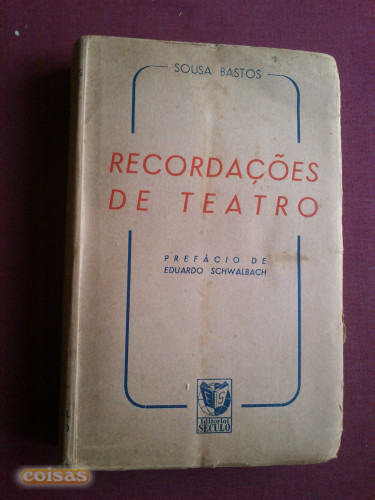 SOUSA BASTOS
RECORDAÇÕES
DE TEATRO
PREFÁCIO DE
EDUARDO SCHWALBACH
Editorial
SÉCULO
coisas